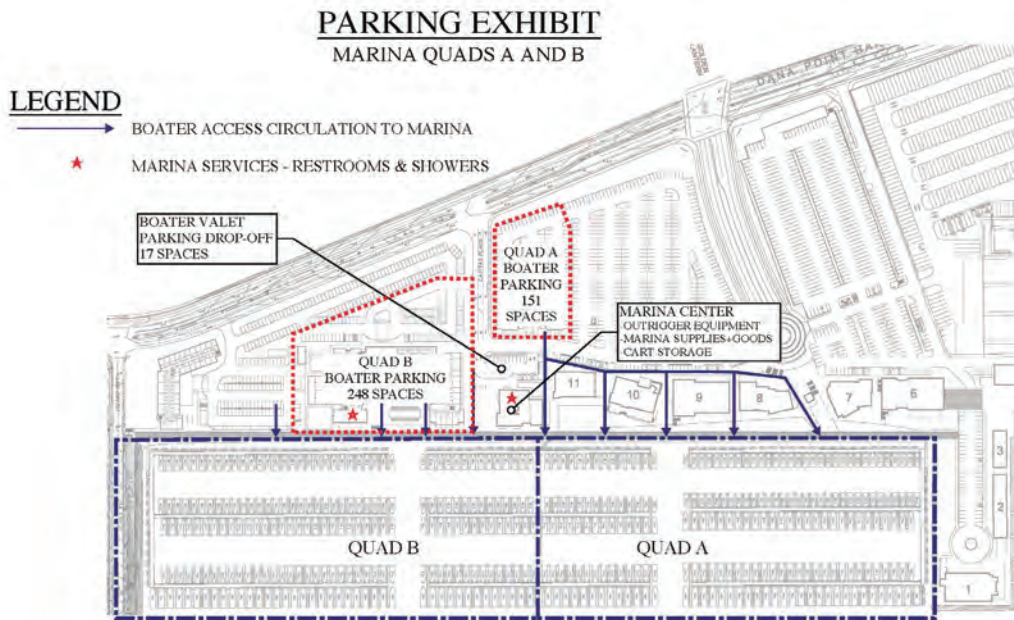 PARKING EXHIBIT
MARINA QUADS A AND B
LEGEND
BOATER ACCESS CIRCULATION TO MARINA
MARINA SERVICES - RESTROOMS & SHOWERS
GOLDEN
LANTERN
DANA POINT
BOATER VALET
PARKING DROP-OFF
17 SPACES
QUAD A
BOATER
PARKING
151
SPACES
MARINA CENTER
OUTRIGGER EQUIPMENT
-MARINA SUPPLIES+GOODS
CART STORAGE
QUAD B
BOATER PARKING
248 SPACES
11
10
9
8
7
6
3
2
1
QUAD B
QUAD A